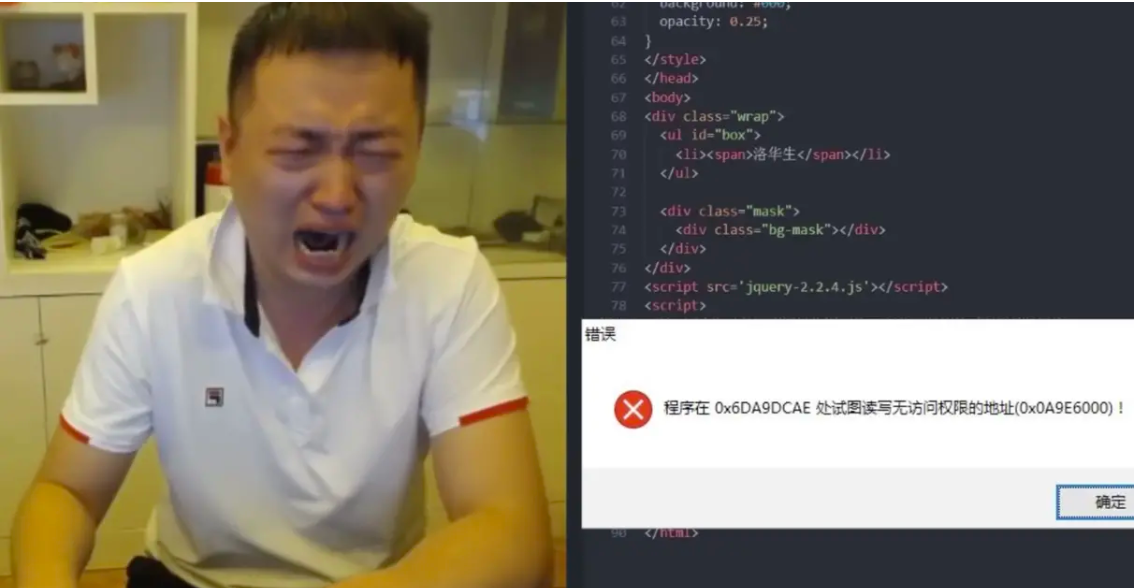 62 background: #000;
63 opacity: 0.25;
64 }
65 </style>
66 </head>
67 <body>
68 <div class="wrap">
69 <ul id="box">
70 <li><span>洛华生</span></li>
71 </ul>
72
73 <div class="mask">
74 <div class="bg-mask"></div>
75 </div>
76 </div>
77 <script src='jquery-2.2.4.js'></script>
78 <script>
错误
程序在 0x6DA9DCAE 处试图读写无访问权限的地址(0x0A9E6000)！
确定
90 </html>